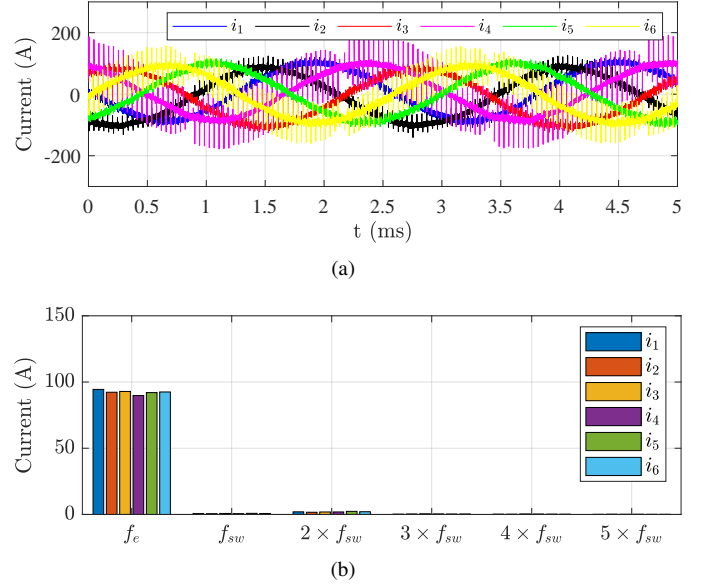 200
0
-200
Current (A)
i1 i2 i3 i4 i5 i6
0 0.5 1 1.5 2 2.5 3 3.5 4 4.5 5
t (ms)
(a)
150
100
50
0
Current (A)
i1
i2
i3
i4
i5
i6
fe fsw 2 × fsw 3 × fsw 4 × fsw 5 × fsw
(b)